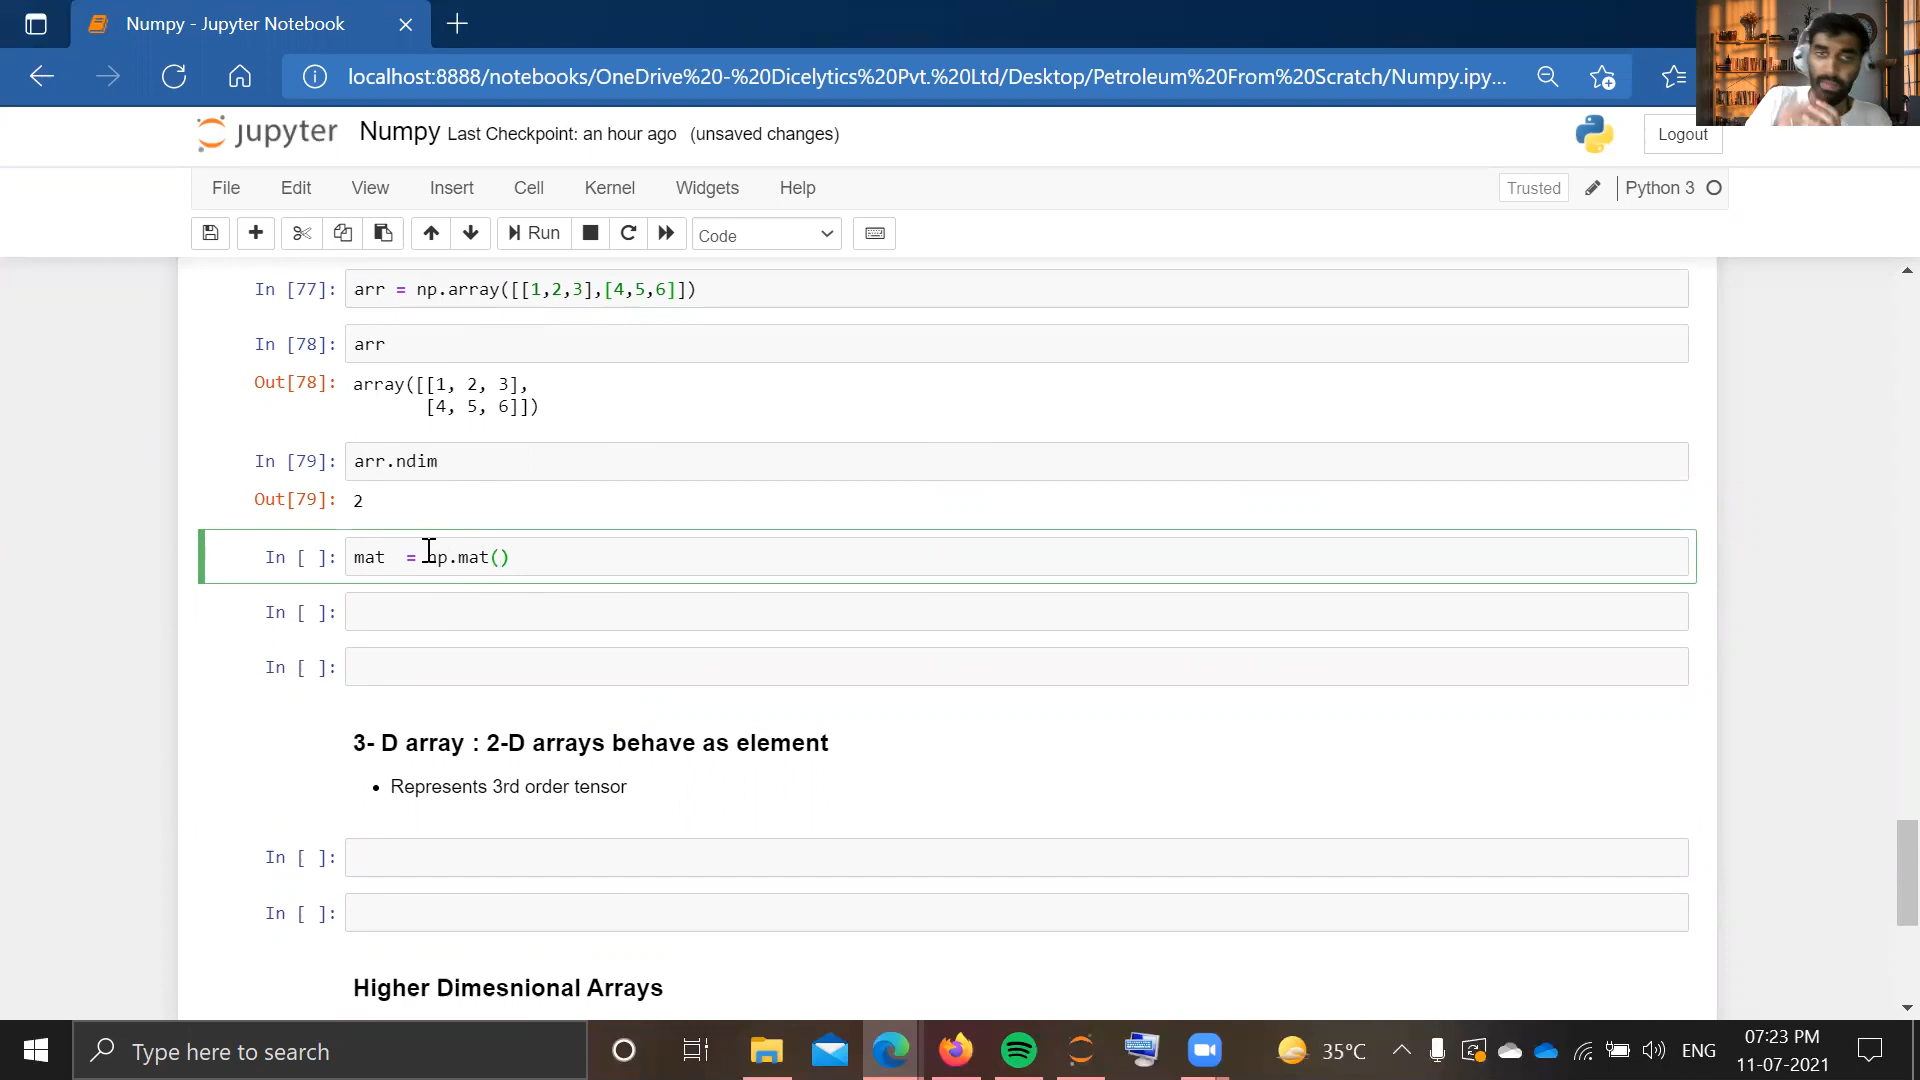 Numpy - Jupyter Notebook
localhost:8888/notebooks/OneDrive%20-%20Dicelytics%20Pvt.%20Ltd/Desktop/Petroleum%20From%20Scratch/Numpy.ipy...
jupyter Numpy Last Checkpoint: an hour ago (unsaved changes)
Logout
File Edit View Insert Cell Kernel Widgets Help
Trusted Python 3
Run Code
In [77]: arr = np.array([[1,2,3],[4,5,6]])
In [78]: arr
Out[78]: array([[1, 2, 3],
[4, 5, 6]])
In [79]: arr.ndim
Out[79]: 2
In [ ]: mat  = np.mat()
In [ ]:
In [ ]:
3- D array : 2-D arrays behave as element
• Represents 3rd order tensor
In [ ]:
In [ ]:
Higher Dimesnional Arrays
Type here to search
35°C
ENG
07:23 PM
11-07-2021